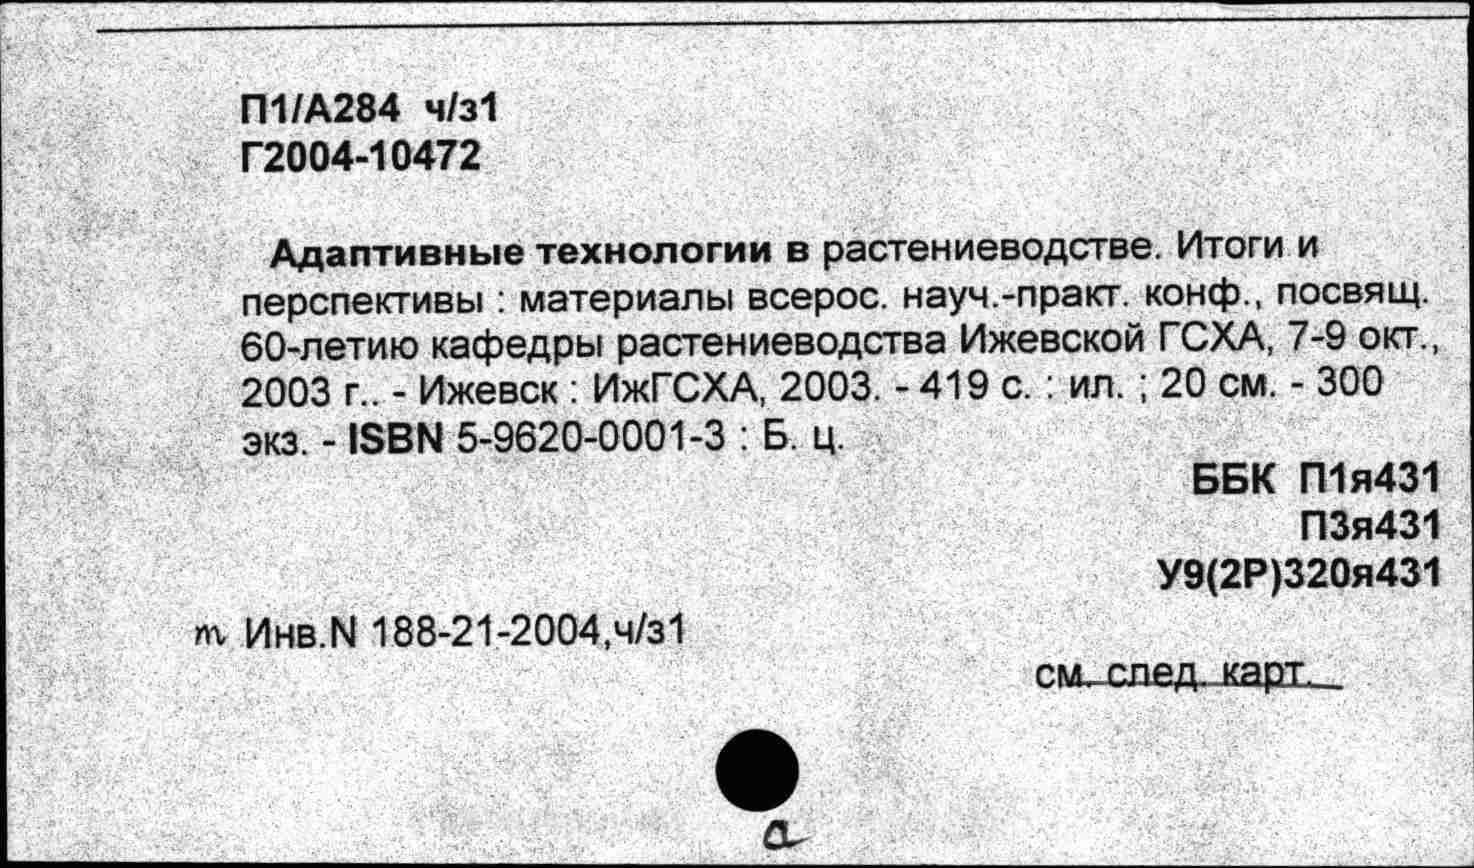 П1/А284 ч/з1
Г2004-10472
Адаптивные технологии в растениеводстве. Итоги и
перспективы : материалы всерос. науч.-практ. конф., посвящ.
60-летию кафедры растениеводства Ижевской ГСХА, 7-9 окт.,
2003 г.. - Ижевск : ИжГСХА, 2003. - 419 с. : ил. ; 20 см. - 300
экз. - ISBN 5-9620-0001-3 : Б. ц.
ББК П1я431
П3я431
У9(2Р)320я431
т Инв.N 188-21-2004,ч/з1
см. след. карт.
а